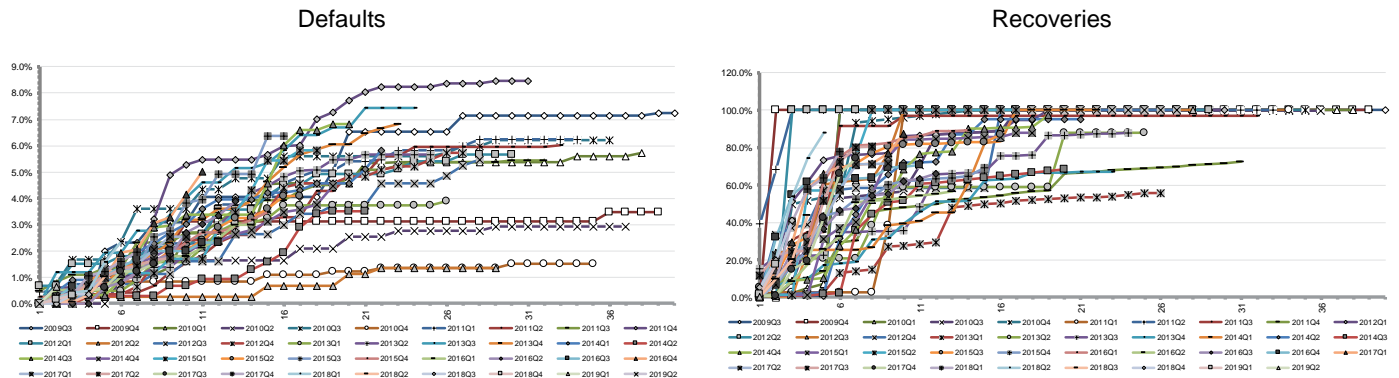 Defaults
9.0%
8.0%
7.0%
6.0%
5.0%
4.0%
3.0%
2.0%
1.0%
0.0%
1 6 11 16 21 26 31 36
2009Q3 2009Q4 2010Q1 2010Q2 2010Q3 2010Q4 2011Q1 2011Q2 2011Q3 2011Q4
2012Q1 2012Q2 2012Q3 2012Q4 2013Q1 2013Q2 2013Q3 2013Q4 2014Q1 2014Q2
2014Q3 2014Q4 2015Q1 2015Q2 2015Q3 2015Q4 2016Q1 2016Q2 2016Q3 2016Q4
2017Q1 2017Q2 2017Q3 2017Q4 2018Q1 2018Q2 2018Q3 2018Q4 2019Q1 2019Q2
Recoveries
120.0%
100.0%
80.0%
60.0%
40.0%
20.0%
0.0%
1 6 11 16 21 26 31 36
2009Q3 2009Q4 2010Q1 2010Q3 2010Q4 2011Q1 2011Q2 2011Q3 2011Q4 2012Q1
2012Q2 2012Q3 2012Q4 2013Q1 2013Q2 2013Q3 2013Q4 2014Q1 2014Q2 2014Q3
2014Q4 2015Q1 2015Q2 2015Q3 2015Q4 2016Q1 2016Q2 2016Q3 2016Q4 2017Q1
2017Q2 2017Q3 2017Q4 2018Q1 2018Q2 2018Q3 2018Q4 2019Q1 2019Q2